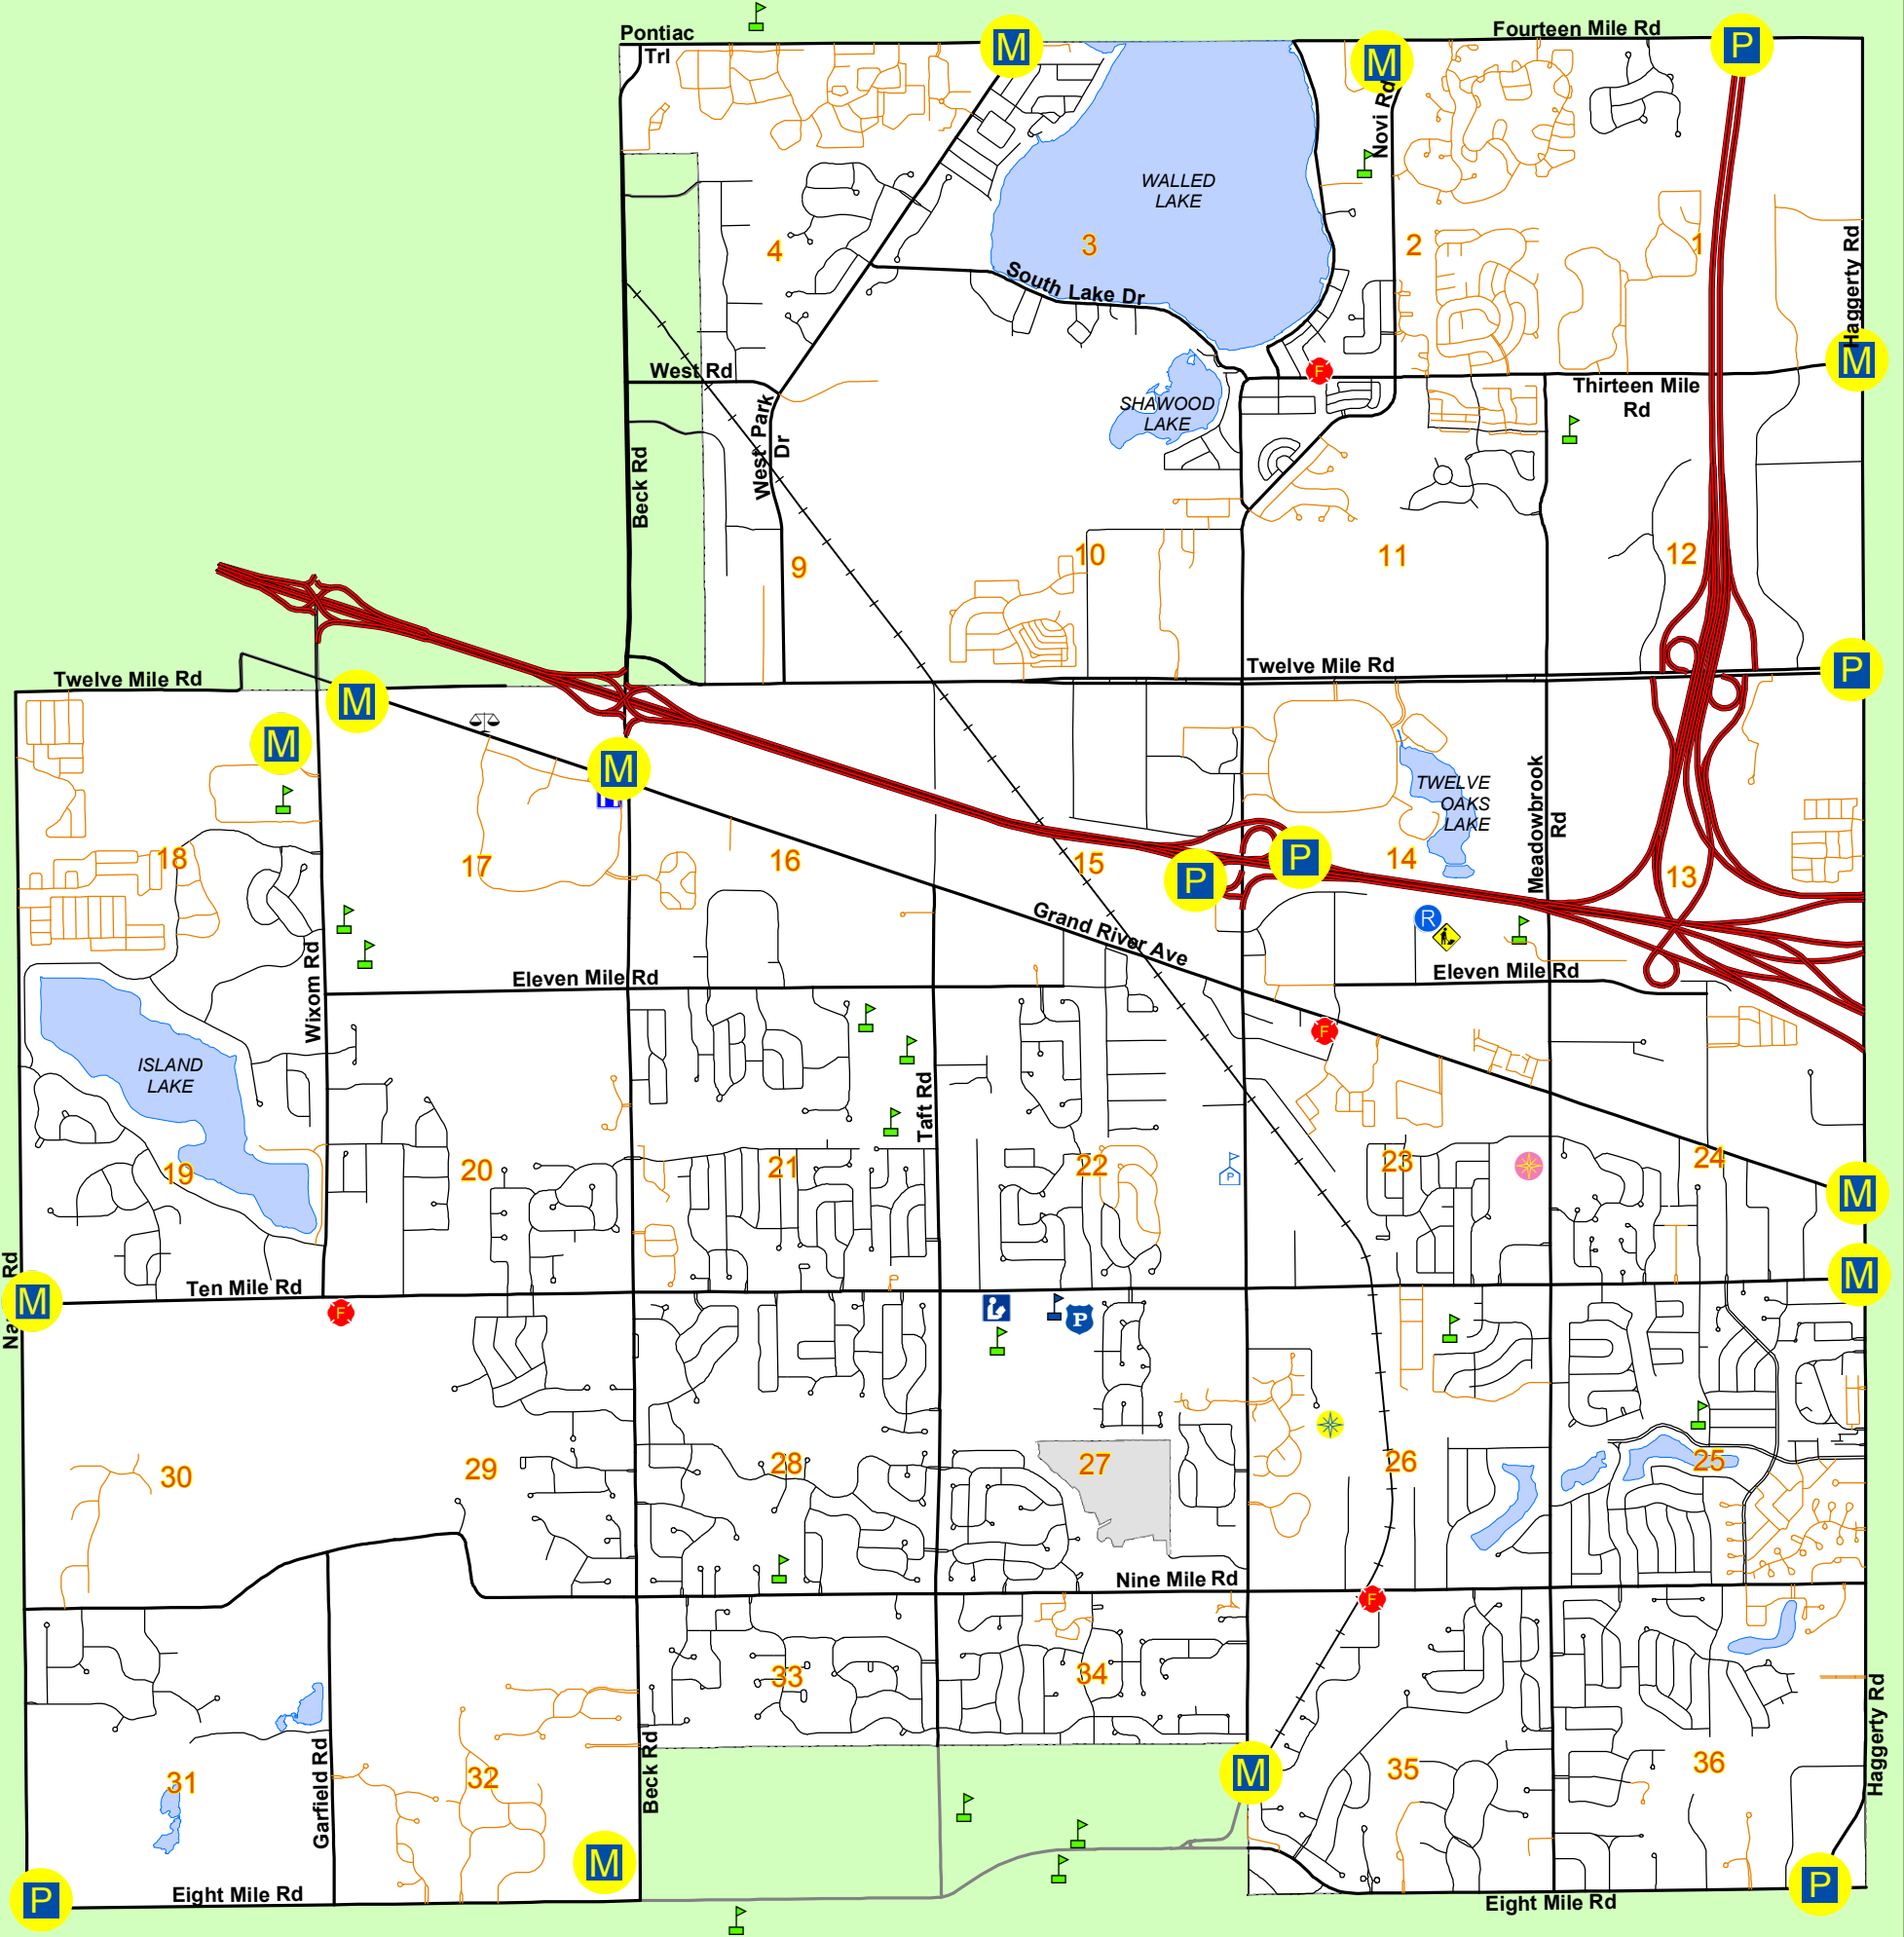 Pontiac
Trl
M
M
Fourteen Mile Rd
P
Novi Rd
WALLED
LAKE
4
3
2
1
Haggerty Rd
South Lake Dr
M
F
West Rd
Thirteen Mile
Rd
SHAWOOD
LAKE
West Park
Dr
Beck Rd
9
10
11
12
Twelve Mile Rd
Twelve Mile Rd
P
M
M
M
TWELVE
OAKS
LAKE
Meadowbrook
Rd
18
17
16
15
P
P
14
13
Grand River Ave
R
Wixom Rd
Eleven Mile Rd
Eleven Mile Rd
F
ISLAND
LAKE
Taft Rd
19
20
21
22
P
23
24
M
M
Rd
M
Ten Mile Rd
F
P
30
29
28
27
26
25
Nine Mile Rd
F
33
34
Haggerty Rd
31
Garfield Rd
32
Beck Rd
M
35
36
M
P
Eight Mile Rd
P
Eight Mile Rd